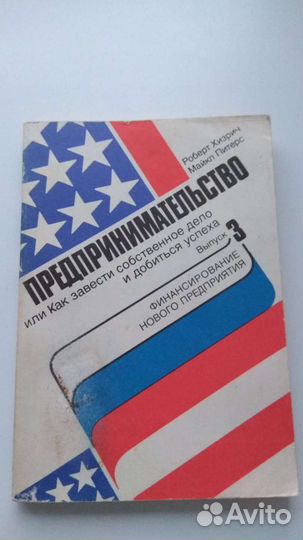 Роберт Хизрич
Майкл Питерс
ПРЕДПРИНИМАТЕЛЬСТВО
или Как завести собственное дело
и добиться успеха
Выпуск 3
ФИНАНСИРОВАНИЕ
НОВОГО ПРЕДПРИЯТИЯ
Avito